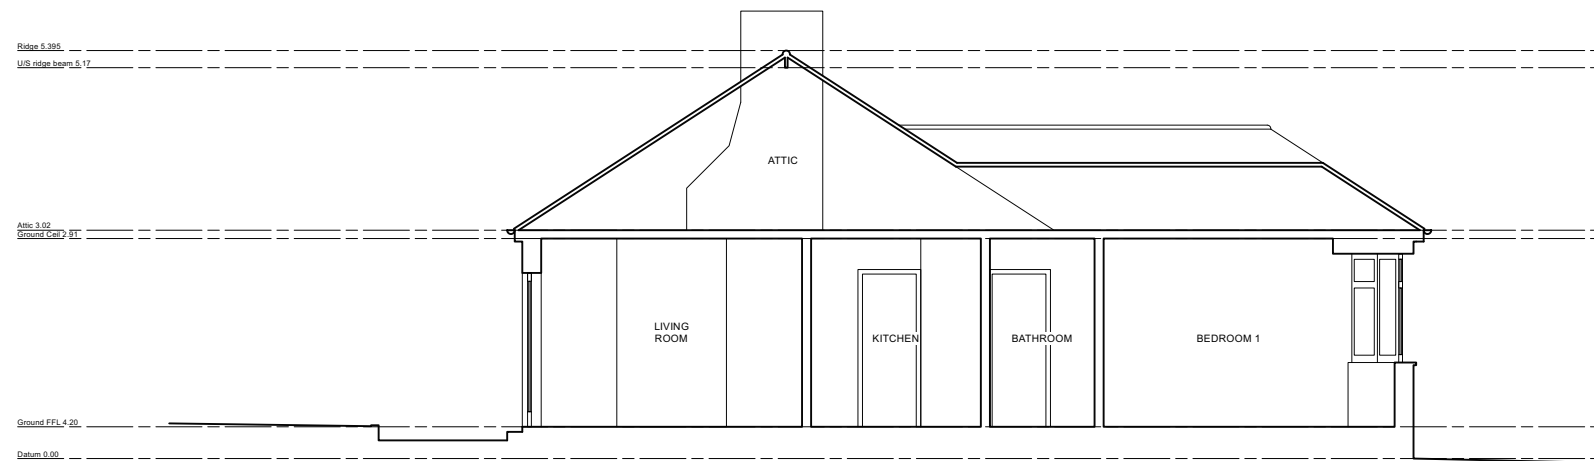 Ridge 5.395
U/S ridge beam 5.17
ATTIC
Attic 3.02
Ground Ceil 2.91
LIVING
ROOM
KITCHEN
BATHROOM
BEDROOM 1
Ground FFL 4.20
Datum 0.00